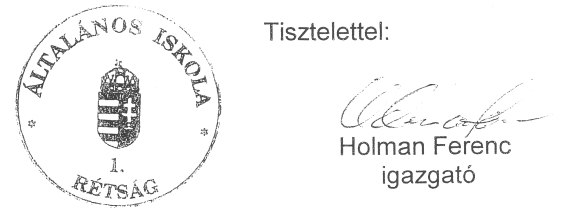 ÁLTALÁNOS ISKOLA
1.
RÉTSÁG
Tisztelettel:
Holman Ferenc
igazgató